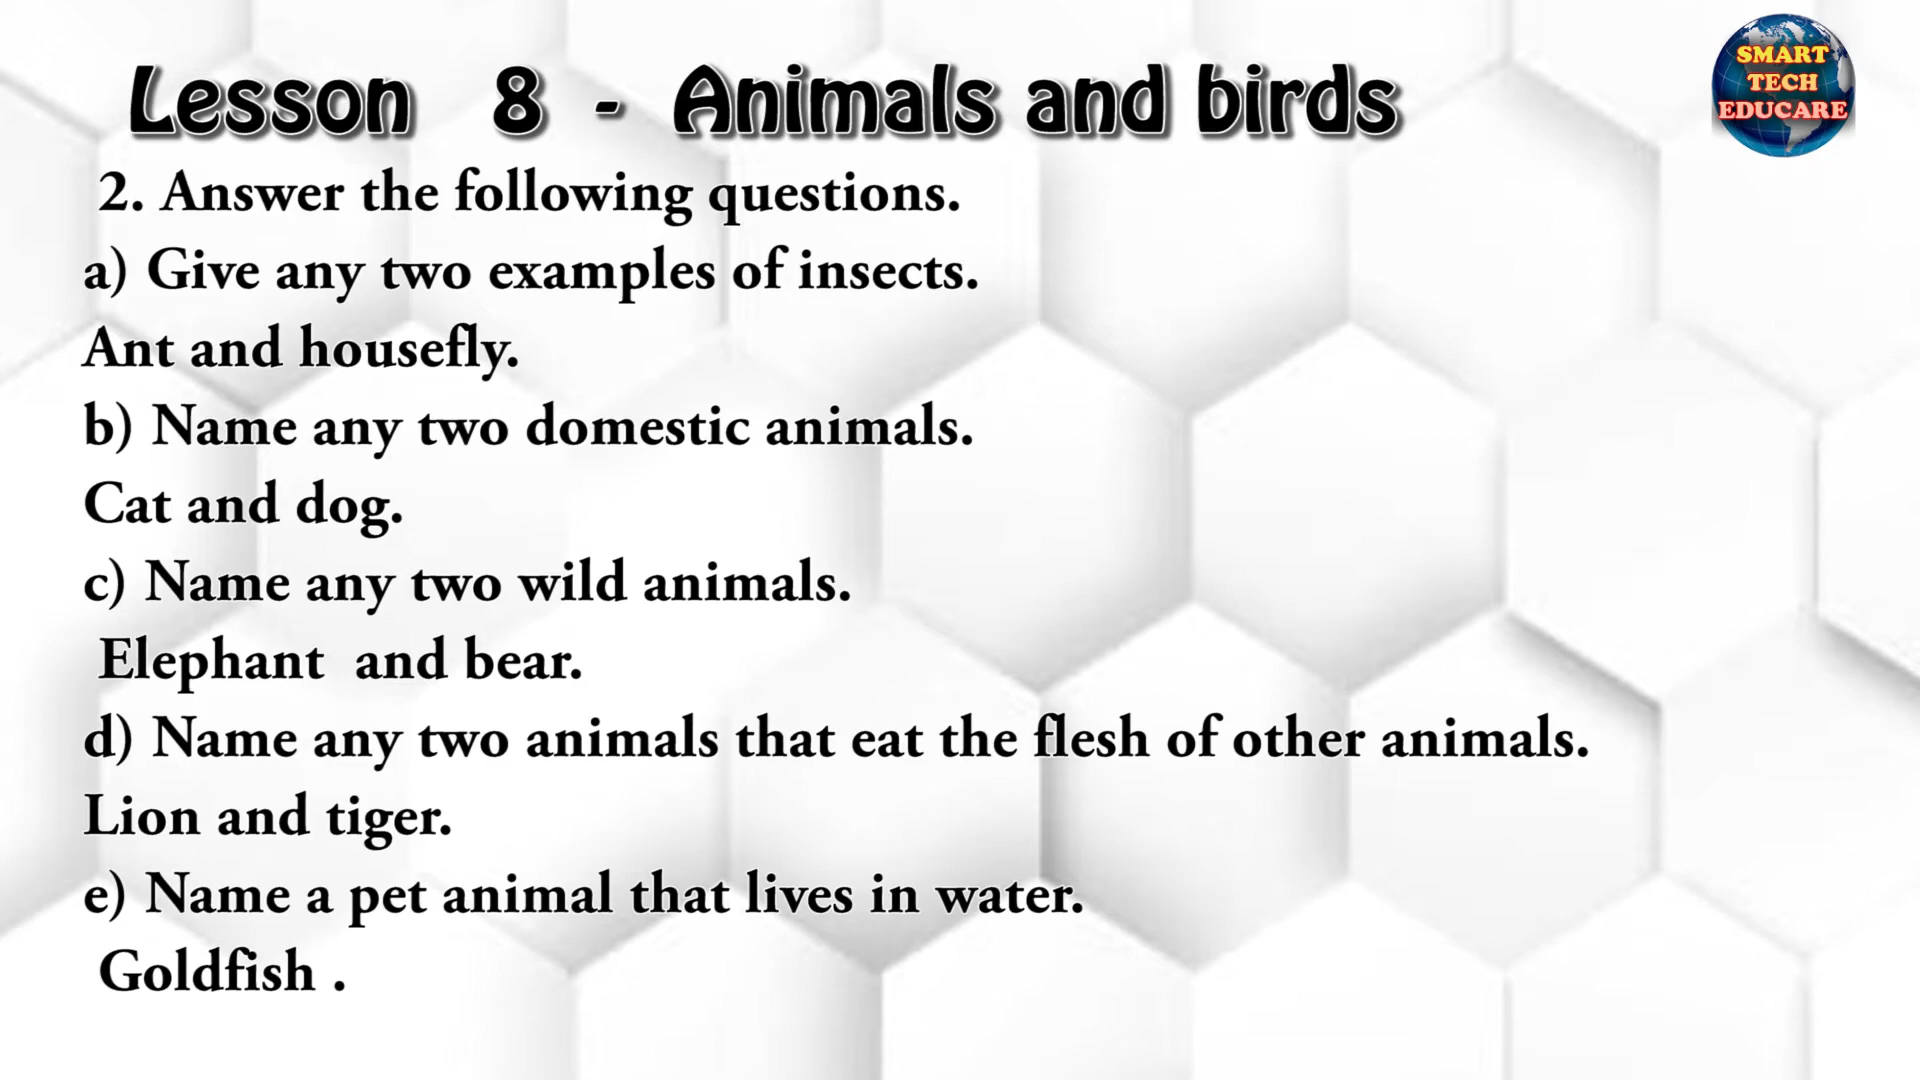 Lesson 8 - Animals and birds
SMART
TECH
EDUCARE
2. Answer the following questions.
a) Give any two examples of insects.
Ant and housefly.
b) Name any two domestic animals.
Cat and dog.
c) Name any two wild animals.
Elephant and bear.
d) Name any two animals that eat the flesh of other animals.
Lion and tiger.
e) Name a pet animal that lives in water.
Goldfish .